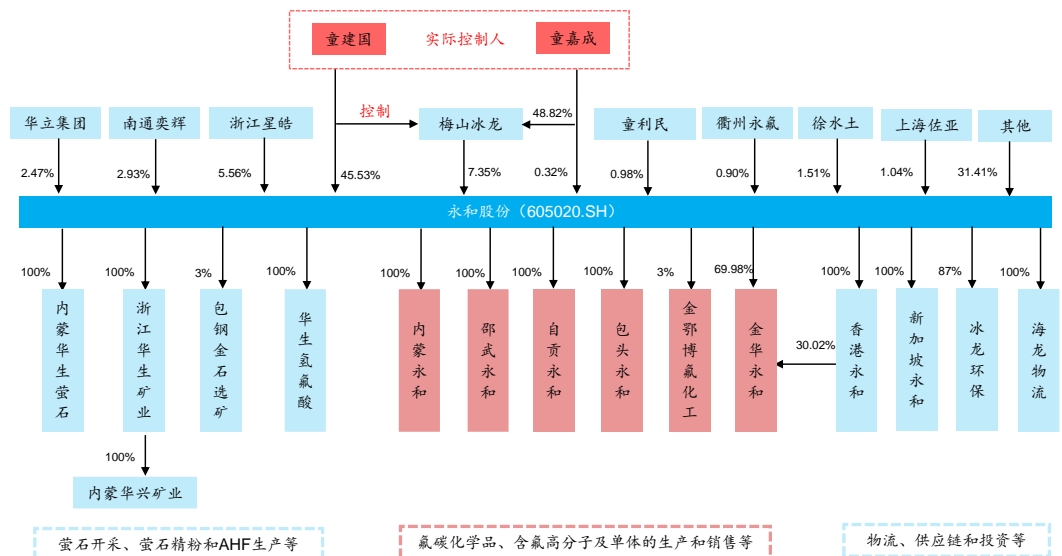 童建国
实际控制人
童嘉成
控制
48.82%
华立集团
南通奕辉
浙江星皓
梅山冰龙
童利民
衢州永氟
徐水土
上海佐亚
其他
2.47%
2.93%
5.56%
45.53%
7.35%
0.32%
0.98%
0.90%
1.51%
1.04%
31.41%
永和股份（605020.SH）
100%
100%
3%
100%
100%
100%
100%
100%
3%
69.98%
100%
100%
87%
100%
内蒙华生萤石
浙江华生矿业
包钢金石选矿
华生氢氟酸
内蒙永和
邵武永和
自贡永和
包头永和
金鄂博氟化工
金华永和
30.02%
香港永和
新加坡永和
冰龙环保
海龙物流
100%
内蒙华兴矿业
萤石开采、萤石精粉和AHF生产等
氟碳化学品、含氟高分子及单体的生产和销售等
物流、供应链和投资等